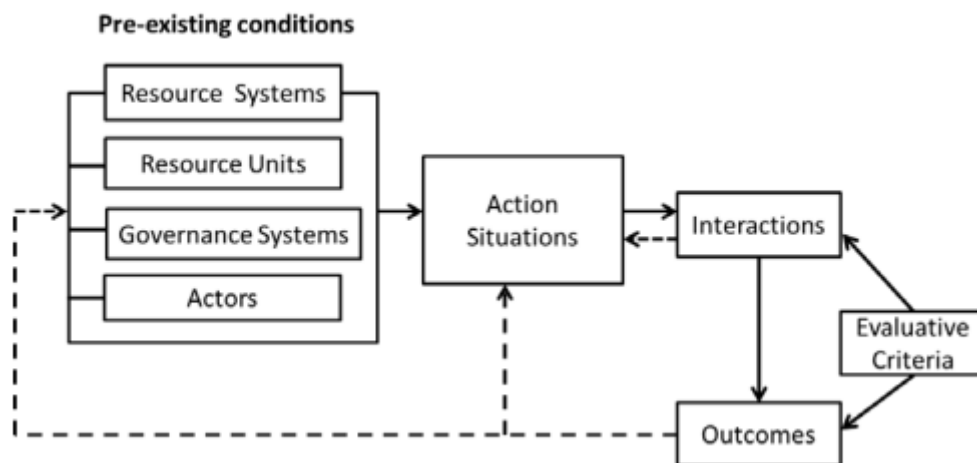 Pre-existing conditions
Resource Systems
Resource Units
Governance Systems
Actors
Action
Situations
Interactions
Evaluative
Criteria
Outcomes